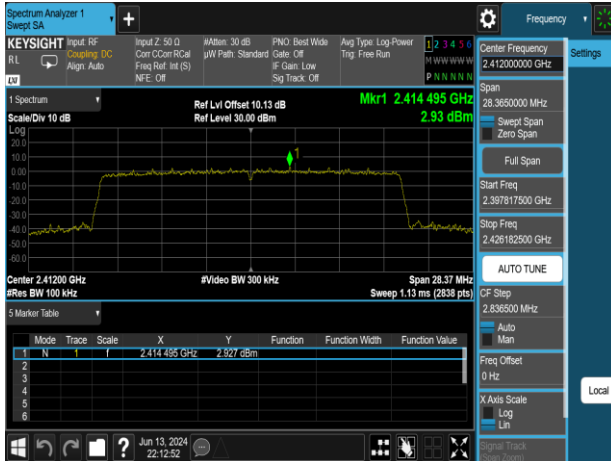 Spectrum Analyzer 1
Swept SA
+
Frequency
KEYSIGHT
RL
LXI
Input: RF
Coupling: DC
Align: Auto
Input Z: 50 Ω
Corr CCorr RCal
Freq Ref: Int (S)
NFE: Off
#Atten: 30 dB
µW Path: Standard
PNO: Best Wide
Gate: Off
IF Gain: Low
Sig Track: Off
Avg Type: Log-Power
Trig: Free Run
1 2 3 4 5 6
M W W W W W
P N N N N N
1 Spectrum
Scale/Div 10 dB
Ref Lvl Offset 10.13 dB
Ref Level 30.00 dBm
Mkr1 2.414 495 GHz
2.93 dBm
Log
20.0
10.0
0.00
-10.0
-20.0
-30.0
-40.0
-50.0
-60.0
1
Center 2.41200 GHz
#Res BW 100 kHz
#Video BW 300 kHz
Span 28.37 MHz
Sweep 1.13 ms (2838 pts)
5 Marker Table
Mode Trace Scale X Y Function Function Width Function Value
1 N 1 f 2.414 495 GHz 2.927 dBm
2
3
4
5
6
Jun 13, 2024
22:12:52
Center Frequency
2.412000000 GHz
Span
28.3650000 MHz
Swept Span
Zero Span
Full Span
Start Freq
2.397817500 GHz
Stop Freq
2.426182500 GHz
AUTO TUNE
CF Step
2.836500 MHz
Auto
Man
Freq Offset
0 Hz
X Axis Scale
Log
Lin
Signal Track
(Span Zoom)
Settings
Local